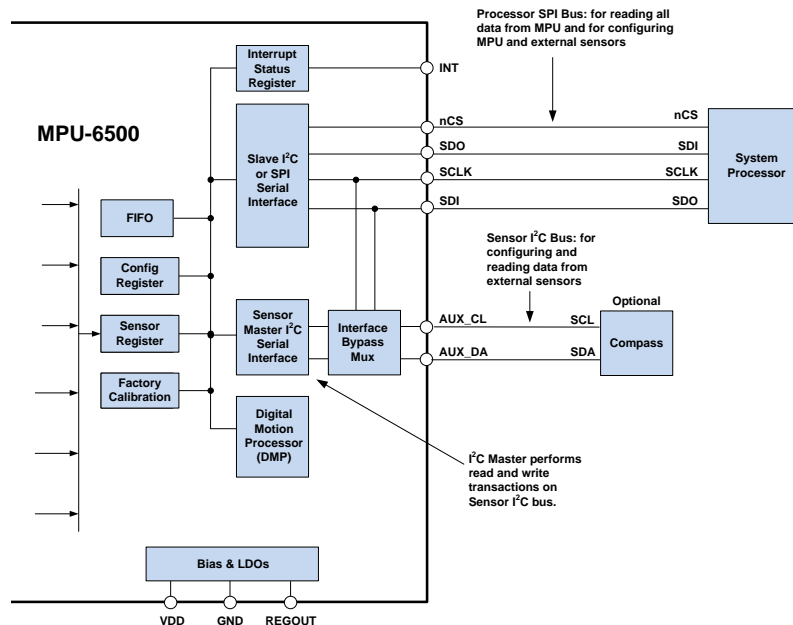 Processor SPI Bus: for reading all
data from MPU and for configuring
MPU and external sensors
Interrupt
Status
Register
INT
MPU-6500
Slave I²C
or SPI
Serial
Interface
nCS
SDO
SCLK
SDI
nCS
SDI
SCLK
SDO
System
Processor
FIFO
Config
Register
Sensor
Register
Factory
Calibration
Sensor I²C Bus: for
configuring and
reading data from
external sensors
Sensor
Master I²C
Serial
Interface
Interface
Bypass
Mux
AUX_CL
AUX_DA
SCL
SDA
Optional
Compass
Digital
Motion
Processor
(DMP)
I²C Master performs
read and write
transactions on
Sensor I²C bus.
Bias & LDOs
VDD
GND
REGOUT